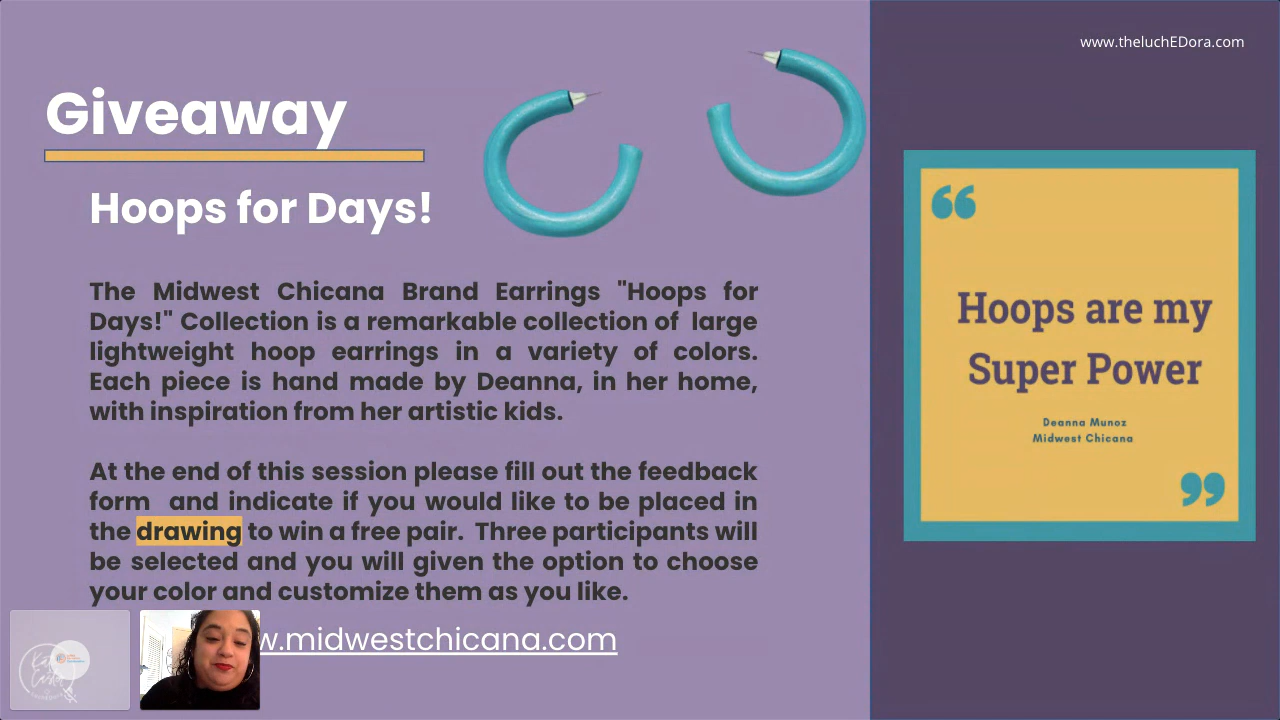 www.theluchEDora.com
Giveaway
Hoops for Days!
The Midwest Chicana Brand Earrings "Hoops for
Days!" Collection is a remarkable collection of large
lightweight hoop earrings in a variety of colors.
Each piece is hand made by Deanna, in her home,
with inspiration from her artistic kids.
At the end of this session please fill out the feedback
form and indicate if you would like to be placed in
the drawing to win a free pair. Three participants will
be selected and you will given the option to choose
your color and customize them as you like.
w.midwestchicana.com
“
Hoops are my
Super Power
Deanna Munoz
Midwest Chicana
”